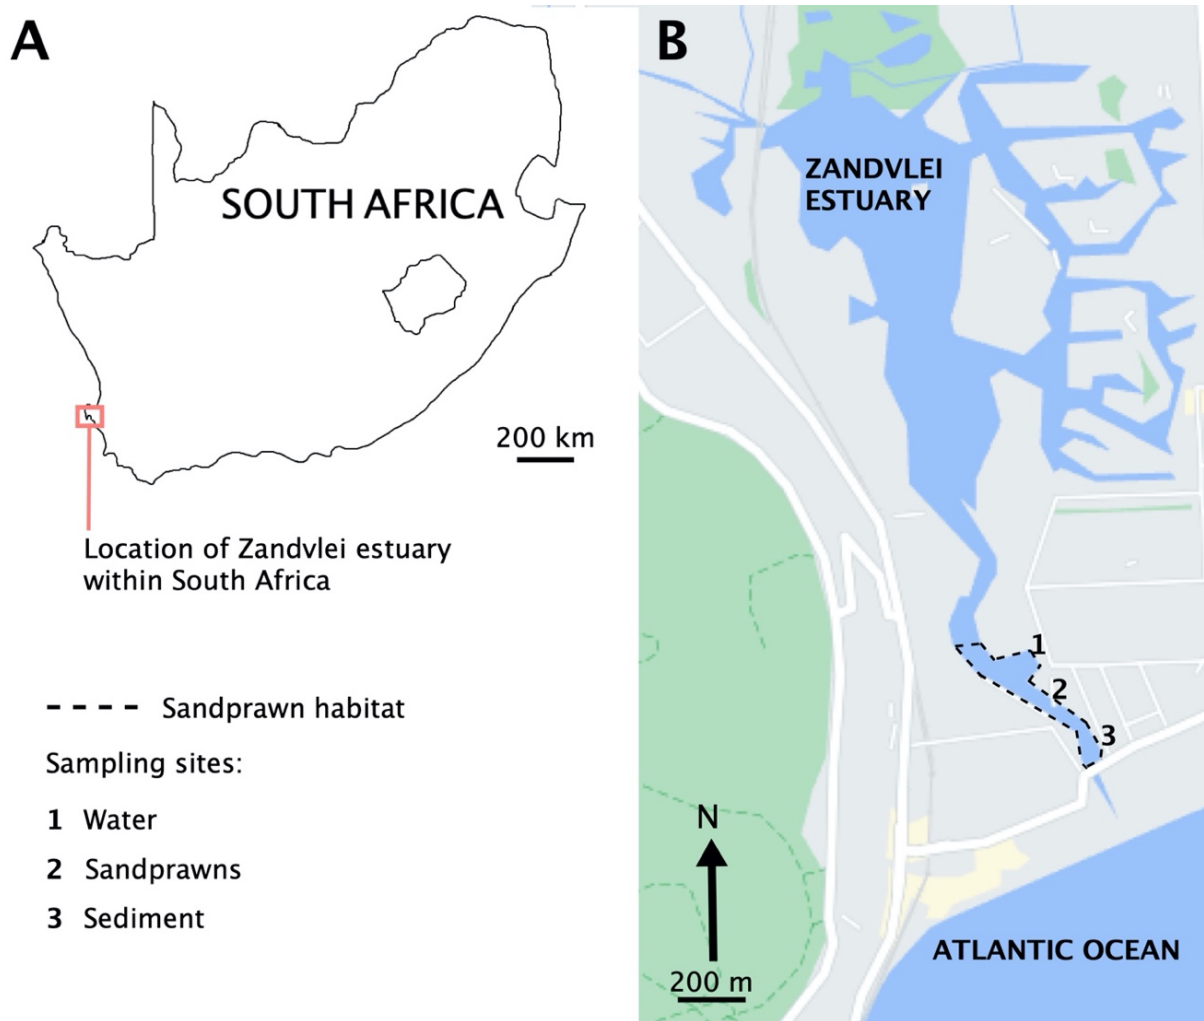 A
SOUTH AFRICA
200 km
Location of Zandvlei estuary
within South Africa
Sandprawn habitat
Sampling sites:
1 Water
2 Sandprawns
3 Sediment
B
ZANDVLEI
ESTUARY
1
2
3
N
200 m
ATLANTIC OCEAN